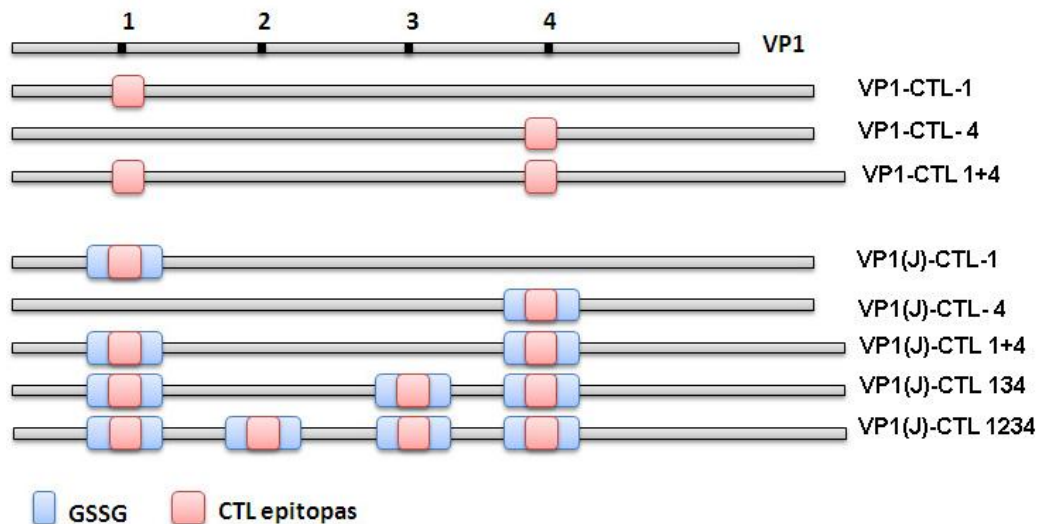 1 2 3 4
VP1
VP1-CTL-1
VP1-CTL- 4
VP1-CTL 1+4
VP1(J)-CTL-1
VP1(J)-CTL- 4
VP1(J)-CTL 1+4
VP1(J)-CTL 134
VP1(J)-CTL 1234
GSSG CTL epitopas